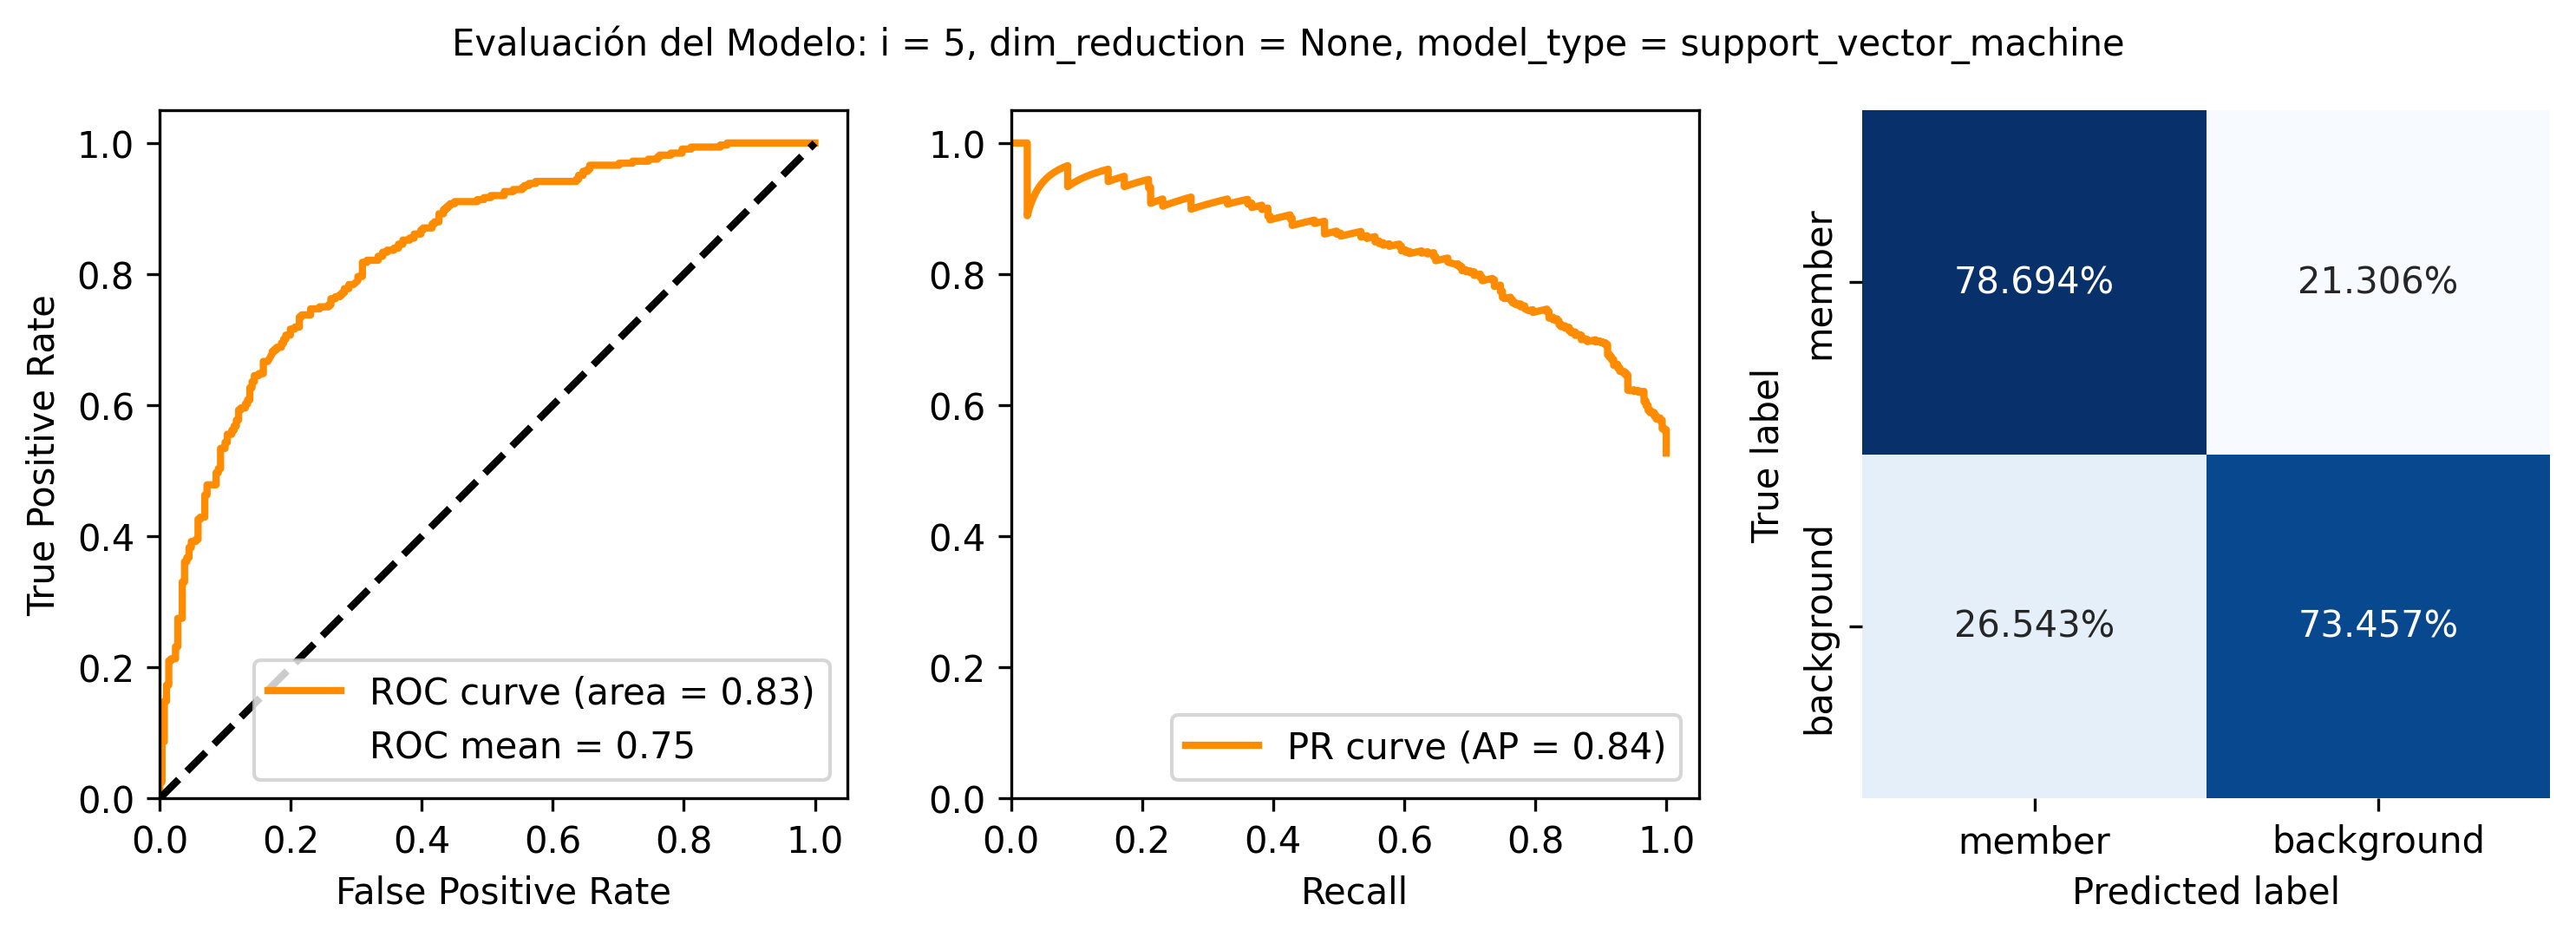 Evaluación del Modelo: i = 5, dim_reduction = None, model_type = support_vector_machine
True Positive Rate
1.0
0.8
0.6
0.4
0.2
0.0
0.0 0.2 0.4 0.6 0.8 1.0
False Positive Rate
ROC curve (area = 0.83)
ROC mean = 0.75
1.0
0.8
0.6
0.4
0.2
0.0
0.0 0.2 0.4 0.6 0.8 1.0
Recall
PR curve (AP = 0.84)
True label
member
background
78.694% 21.306%
26.543% 73.457%
member background
Predicted label